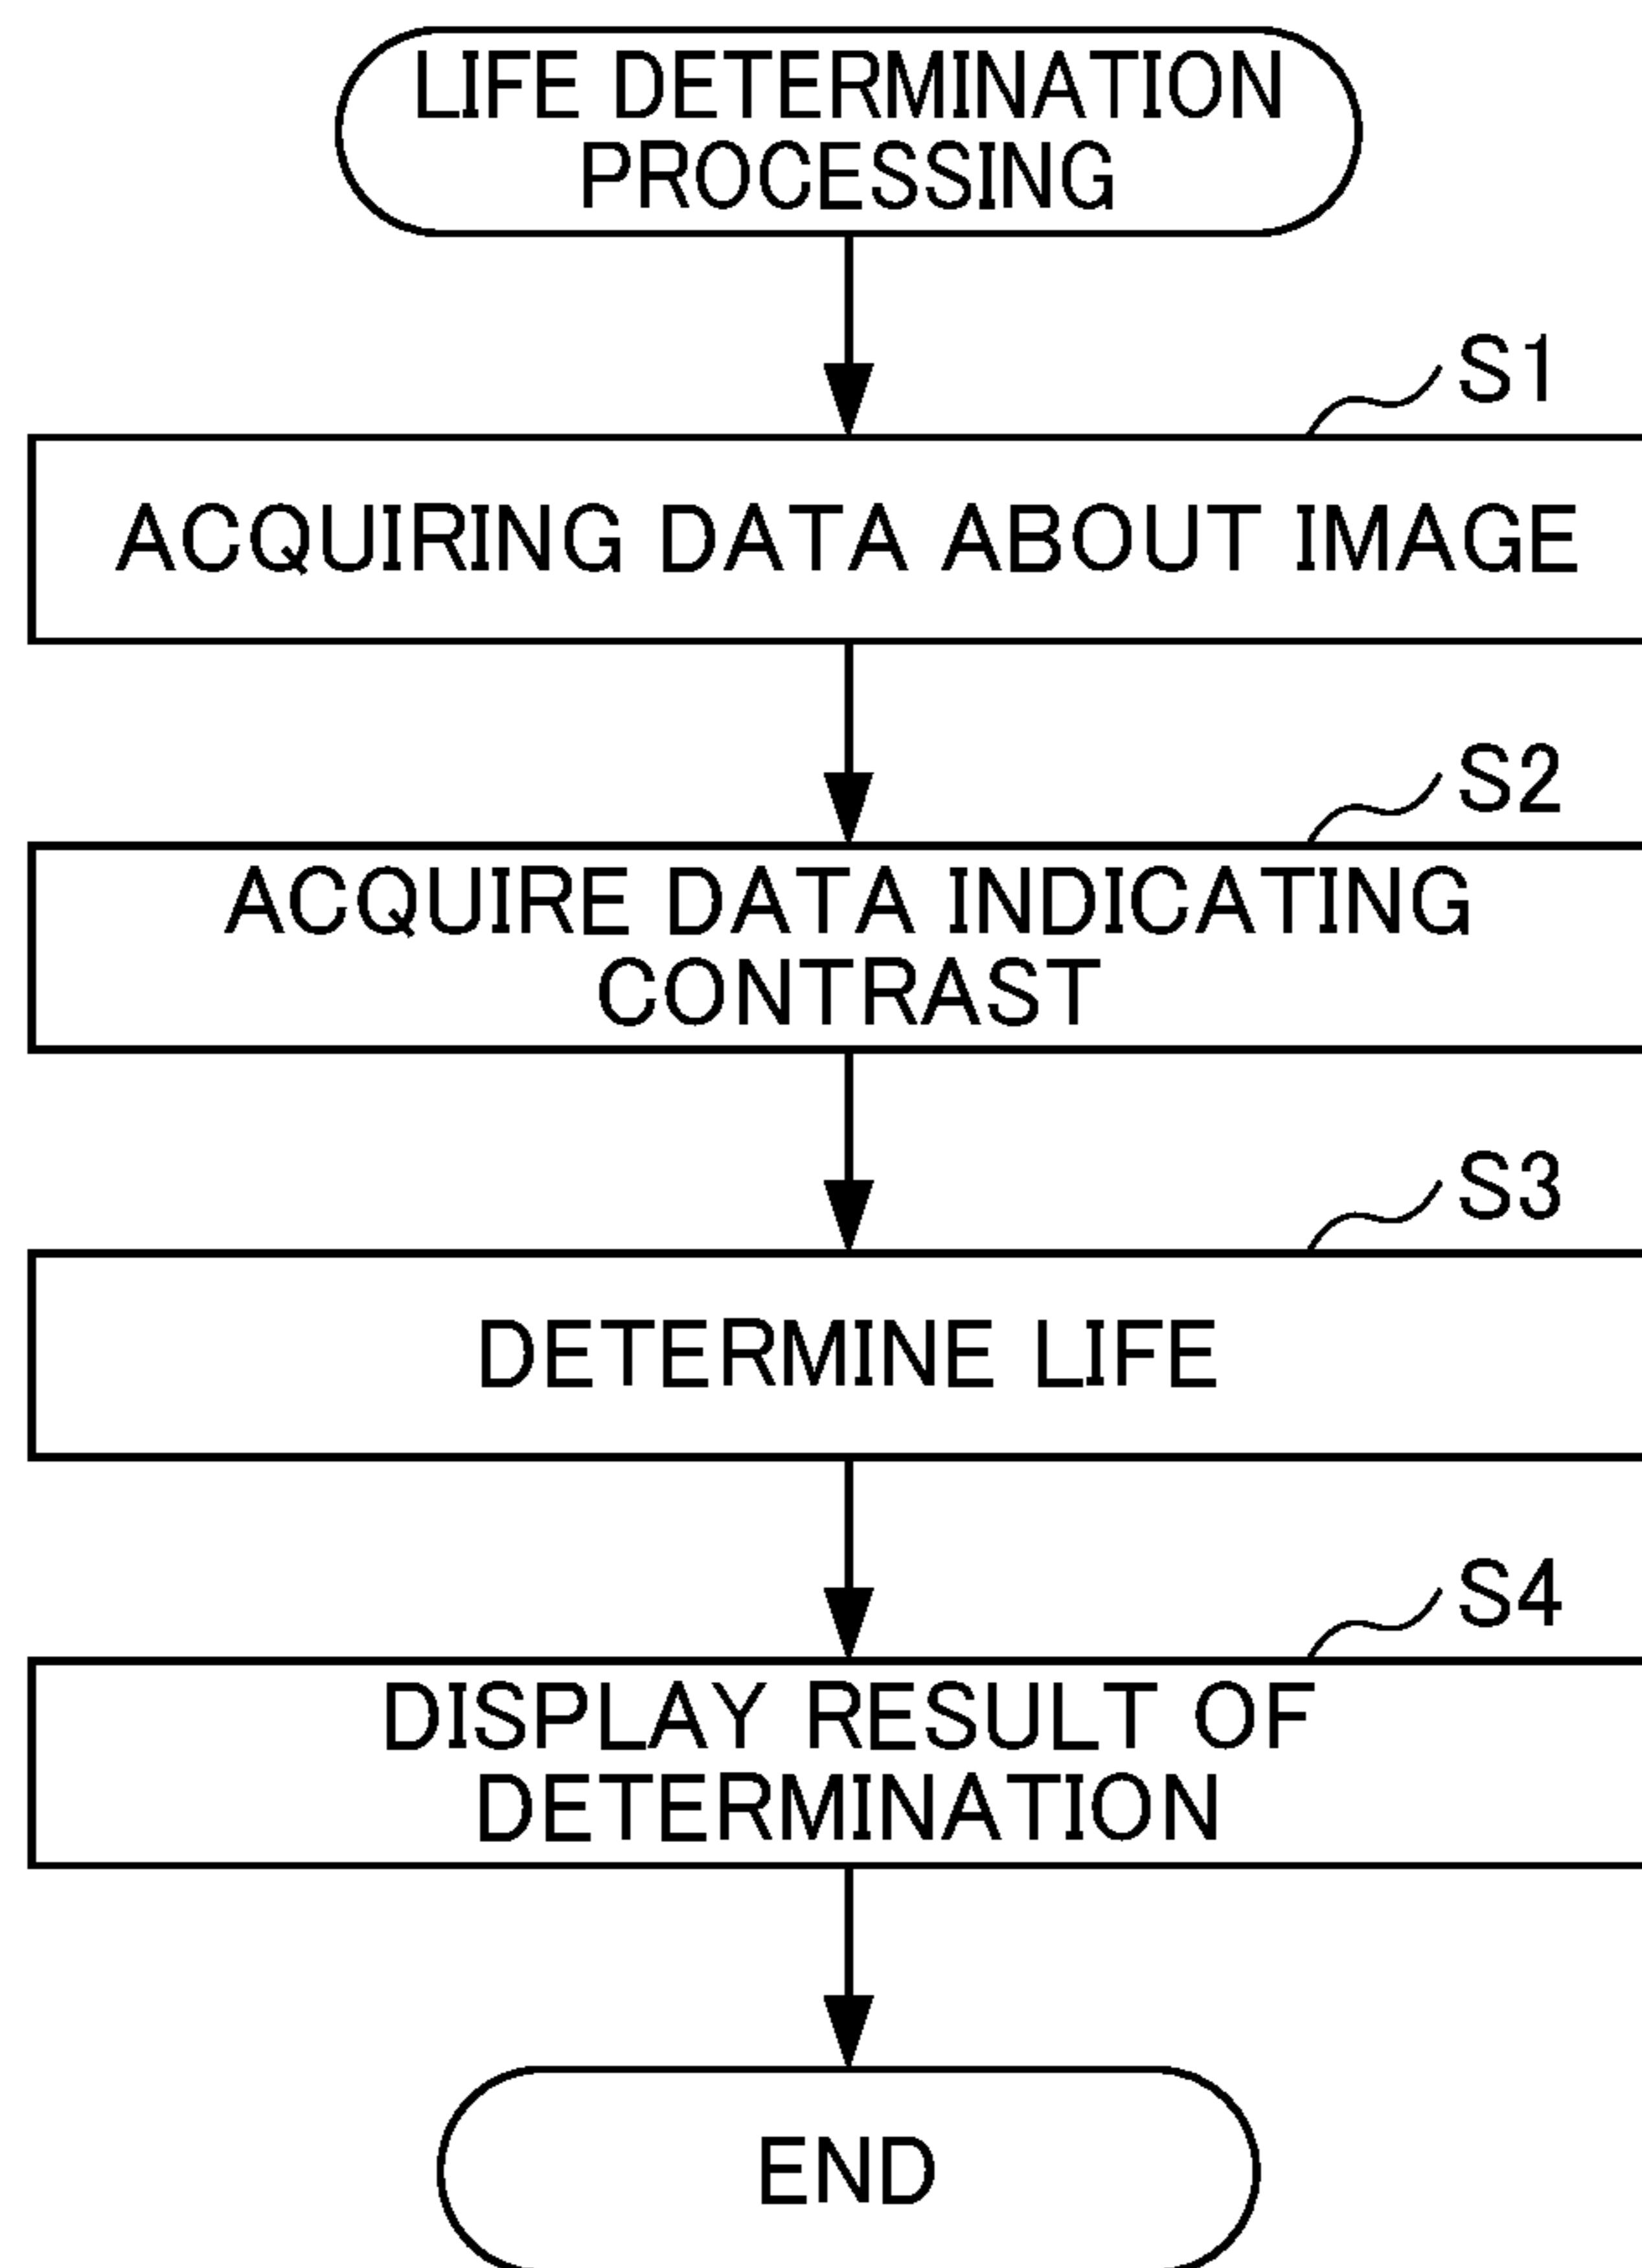 LIFE DETERMINATION
PROCESSING
S1
ACQUIRING DATA ABOUT IMAGE
S2
ACQUIRE DATA INDICATING
CONTRAST
S3
DETERMINE LIFE
S4
DISPLAY RESULT OF
DETERMINATION
END